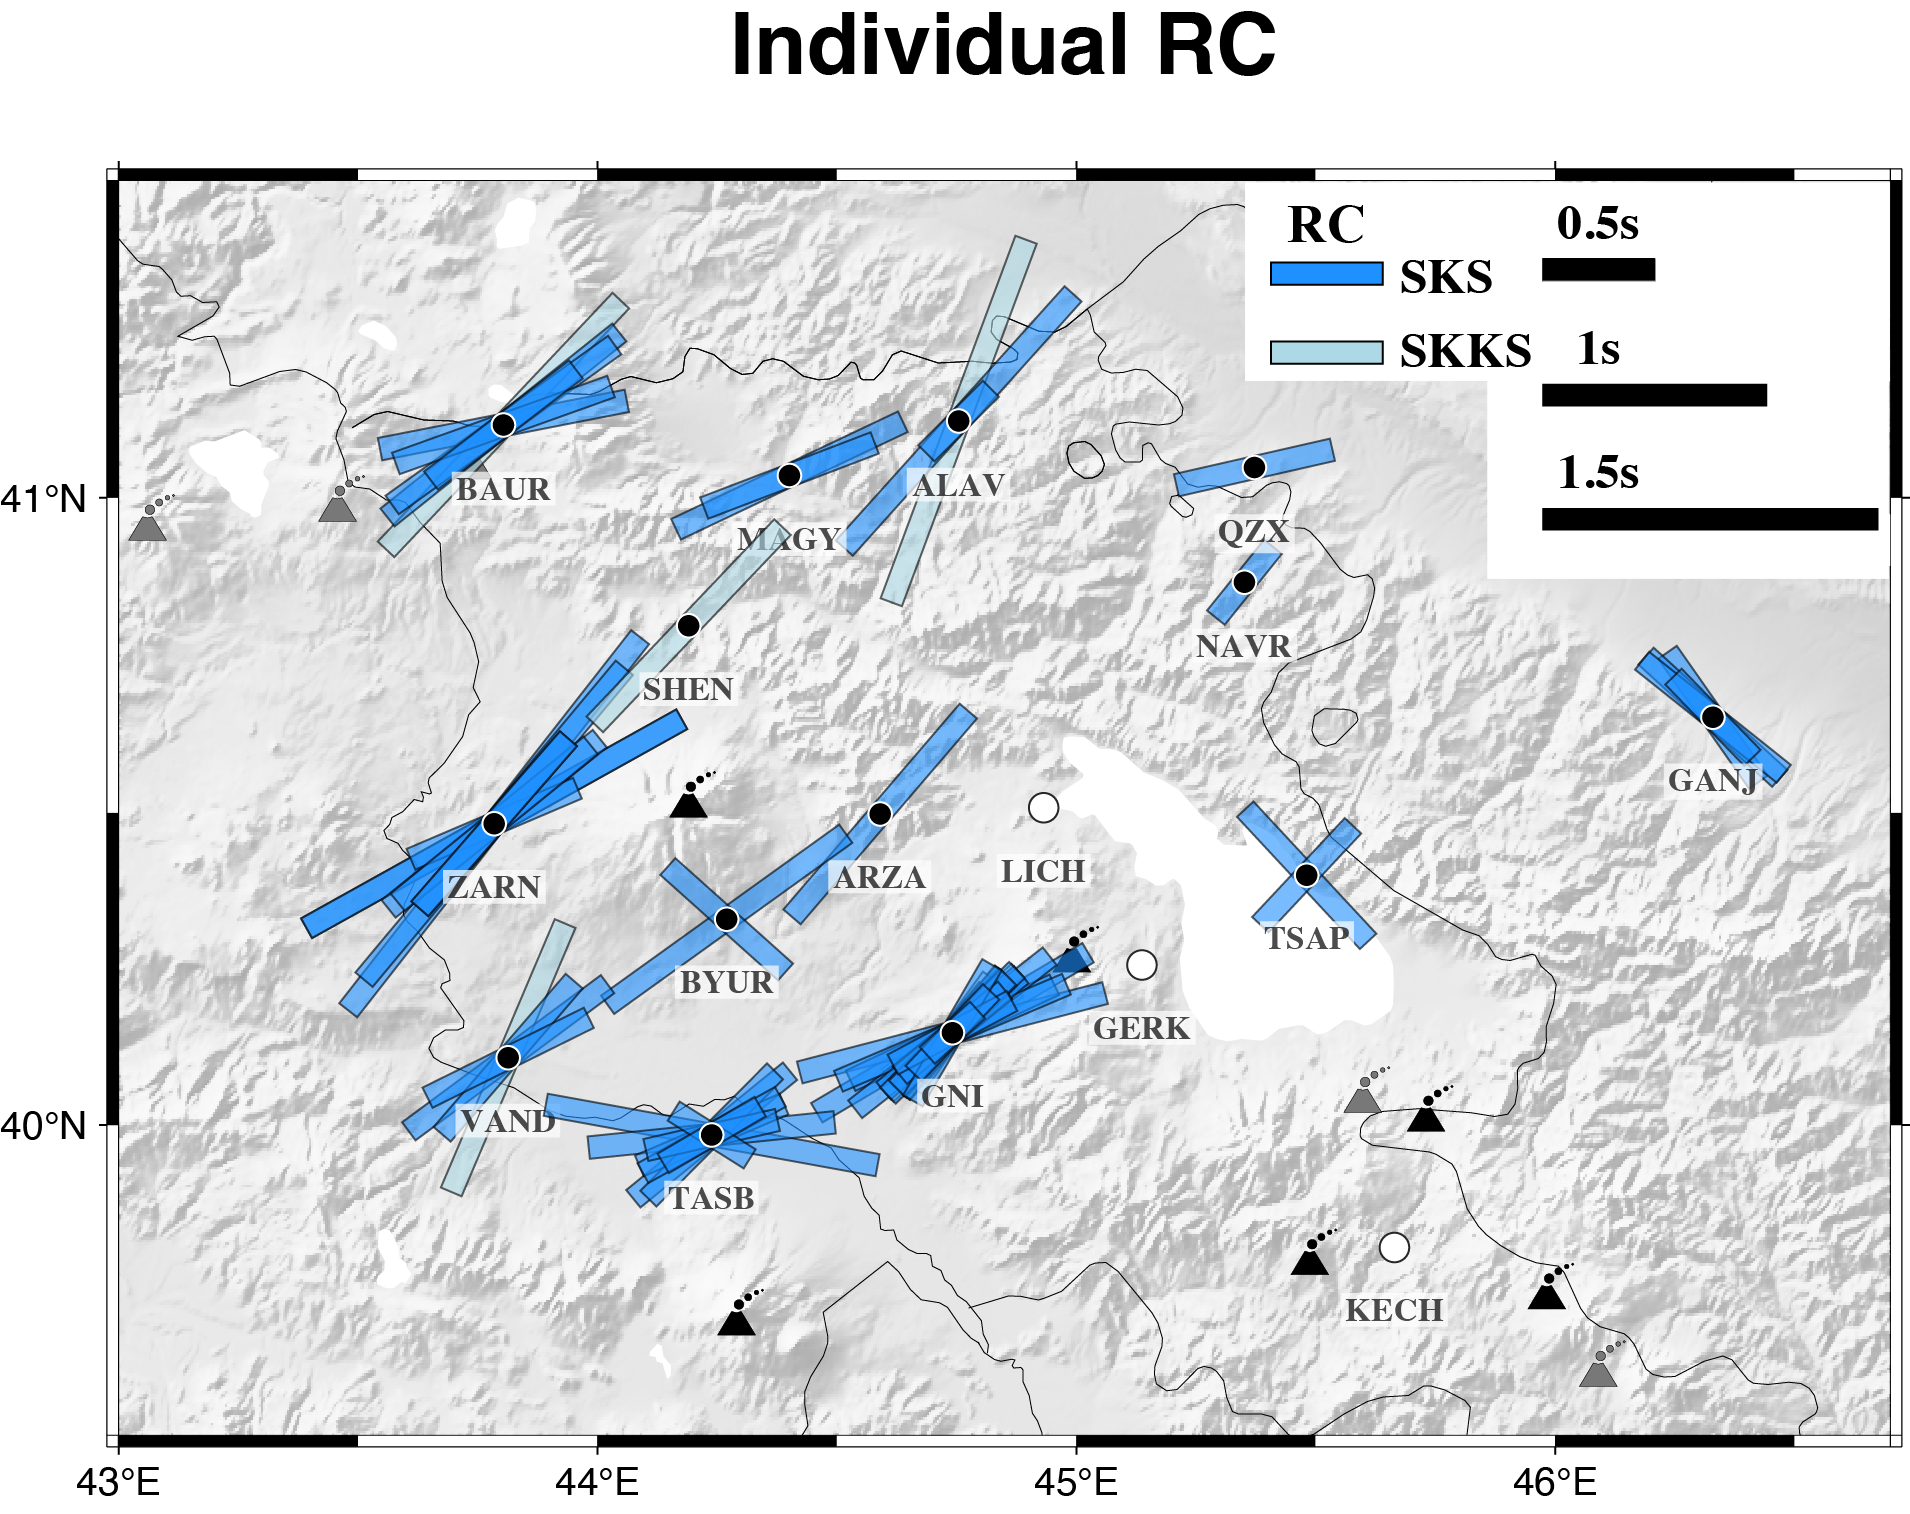 Individual RC
RC
0.5s
SKS
SKKS
1s
1.5s
BAUR
ALAV
41°N
MAGY
QZX
NAVR
SHEN
GANJ
LICH
ARZA
ZARN
TSAP
BYUR
GERK
GNI
VAND
40°N
TASB
KECH
43°E
44°E
45°E
46°E